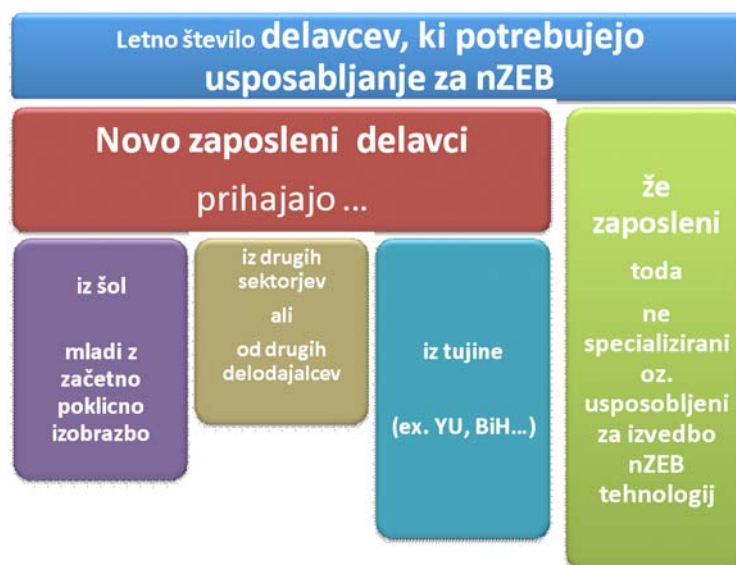 Letno število delavcev, ki potrebujejo
usposabljanje za nZEB
Novo zaposleni delavci
prihajajo ...
iz šol
mladi z
začetno
poklicno
izobrazbo
iz drugih
sektorjev
ali
od drugih
delodajalcev
iz tujine
(ex. YU, BiH...)
že
zaposleni
toda
ne
specializirani
oz.
usposobljeni
za izvedbo
nZEB
tehnologij